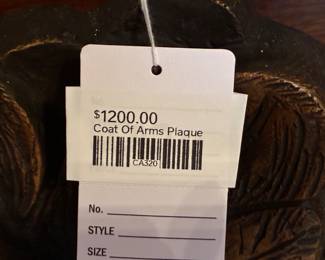 $1200.00
Coat Of Arms Plaque
CA320
No.
STYLE
SIZE